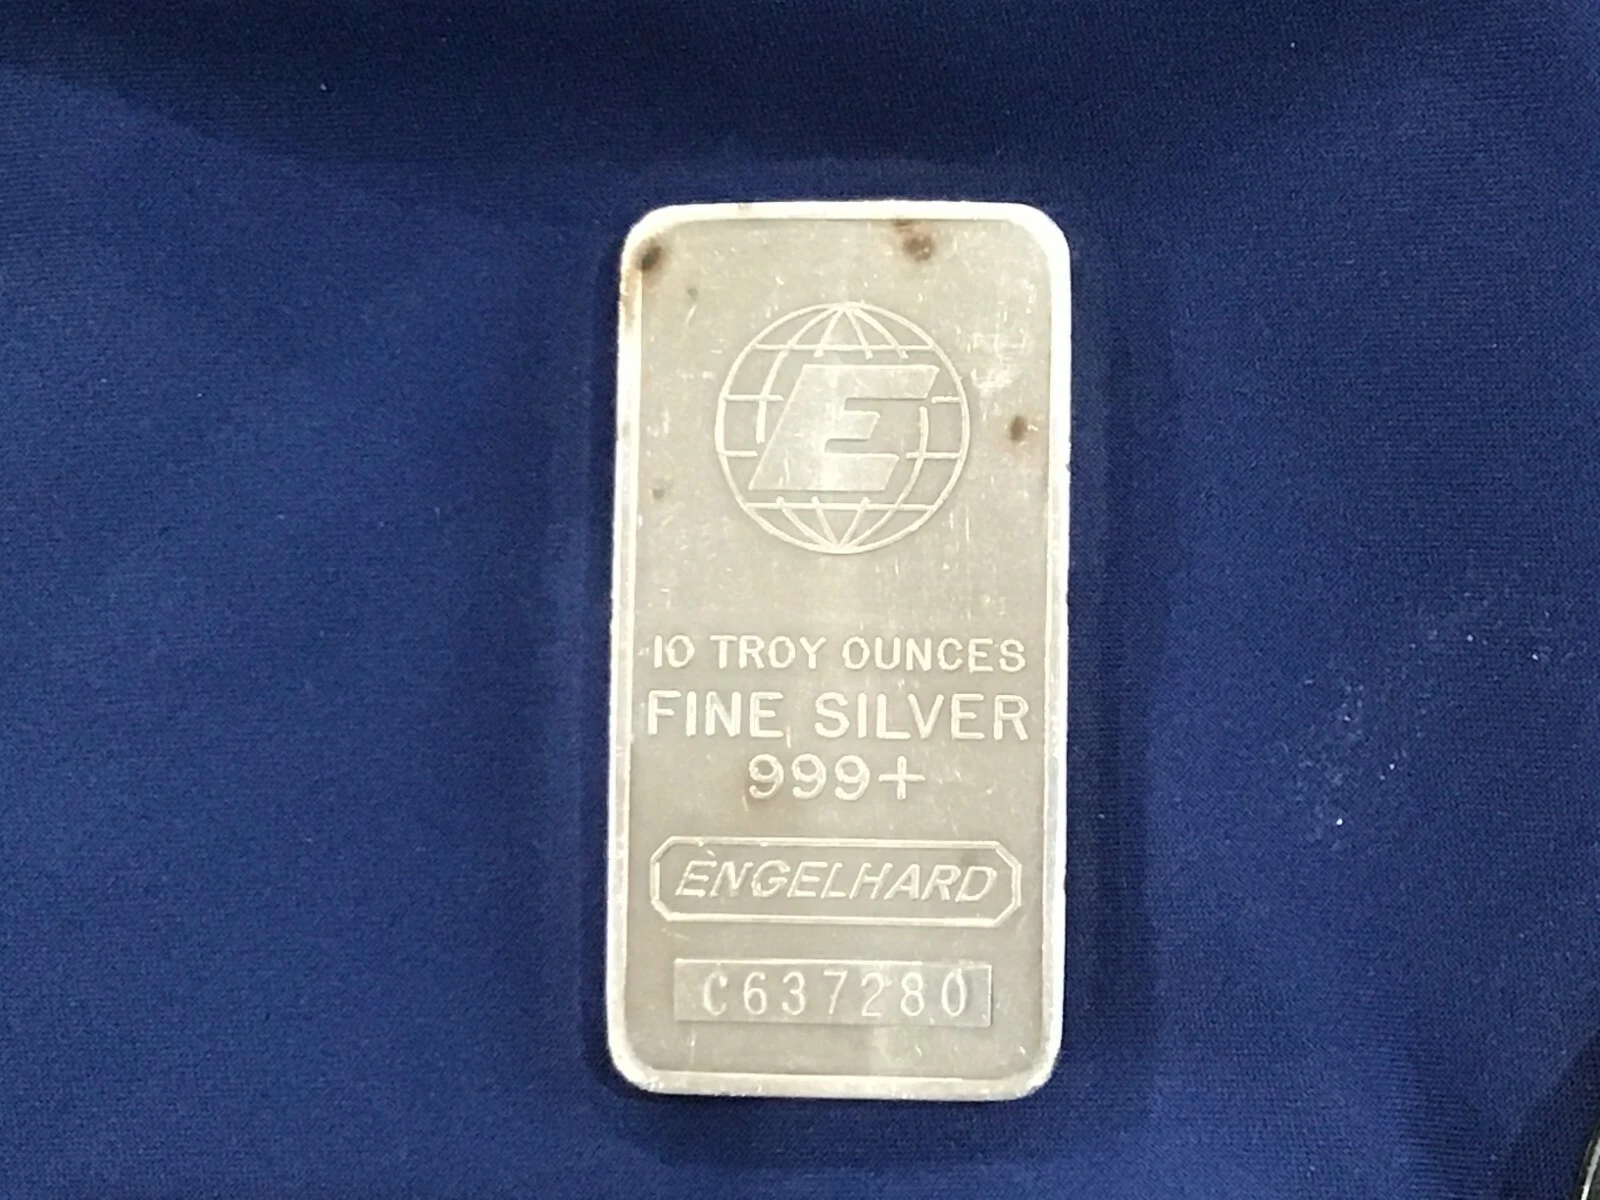 E
10 TROY OUNCES
FINE SILVER
999+
ENGELHARD
C637280